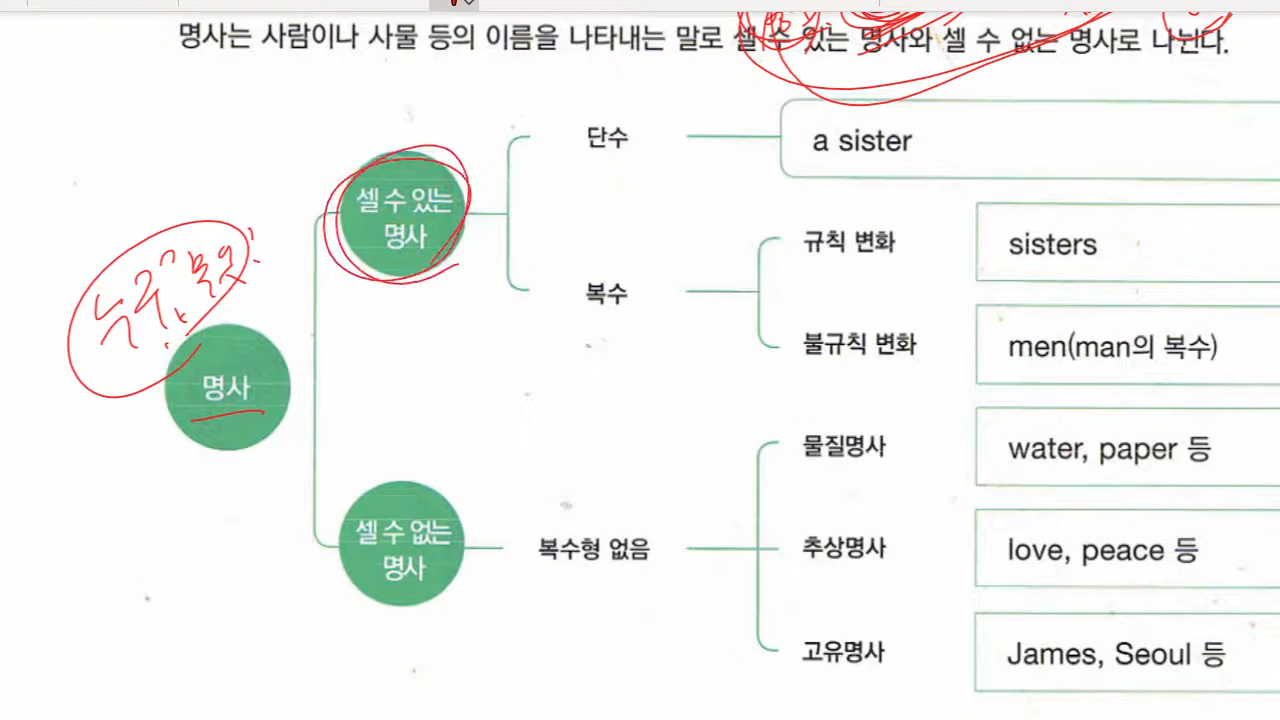 명사는 사람이나 사물 등의 이름을 나타내는 말로 셀 수 있는 명사와 셀 수 없는 명사로 나뉜다.
단수
a sister
셀 수 있는
명사
규칙 변화
sisters
복수
불규칙 변화
men(man의 복수)
누구, 무엇
명사
물질명사
water, paper 등
셀 수 없는
명사
복수형 없음
추상명사
love, peace 등
고유명사
James, Seoul 등